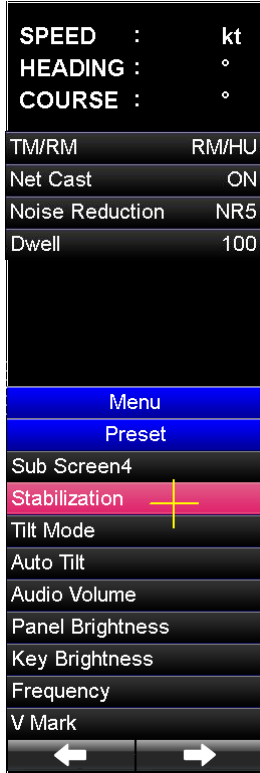 SPEED : kt
HEADING : °
COURSE : °
TM/RM RM/HU
Net Cast ON
Noise Reduction NR5
Dwell 100
Menu
Preset
Sub Screen4
Stabilization
Tilt Mode
Auto Tilt
Audio Volume
Panel Brightness
Key Brightness
Frequency
V Mark